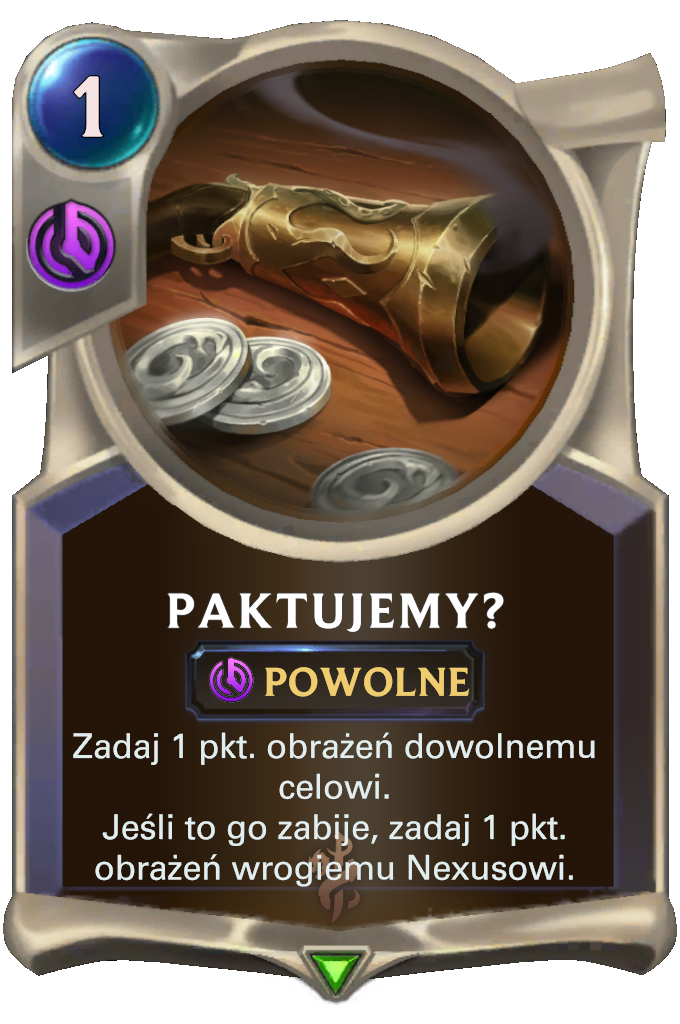 1
PAKTUJEMY?
POWOLNE
Zadaj 1 pkt. obrażeń dowolnemu
celowi.
Jeśli to go zabije, zadaj 1 pkt.
obrażeń wrogiemu Nexusowi.